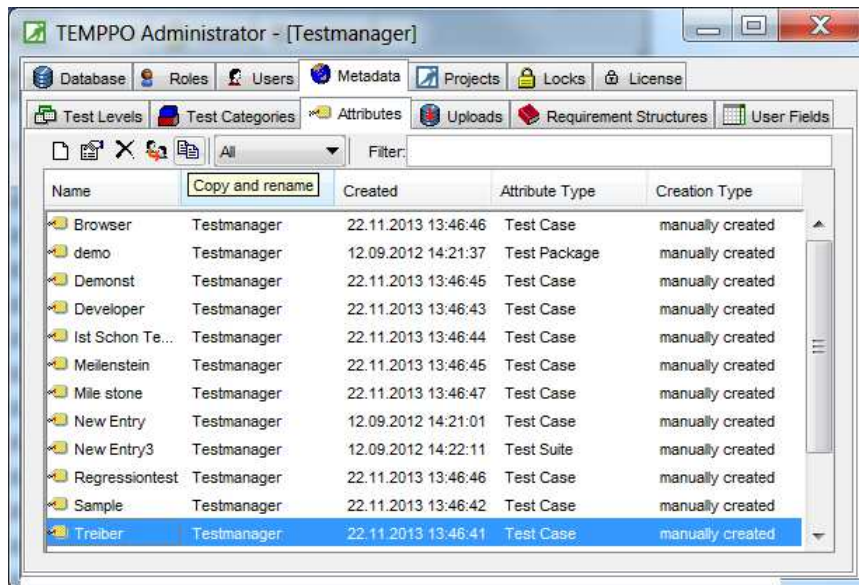 TEMPPO Administrator - [Testmanager]
Database Roles Users Metadata Projects Locks License
Test Levels Test Categories Attributes Uploads Requirement Structures User Fields
All Filter:
Copy and rename
Name Created Attribute Type Creation Type
Browser Testmanager 22.11.2013 13:46:46 Test Case manually created
demo Testmanager 12.09.2012 14:21:37 Test Package manually created
Demonst Testmanager 22.11.2013 13:46:45 Test Case manually created
Developer Testmanager 22.11.2013 13:46:43 Test Case manually created
Ist Schon Te... Testmanager 22.11.2013 13:46:44 Test Case manually created
Meilenstein Testmanager 22.11.2013 13:46:45 Test Case manually created
Mile stone Testmanager 22.11.2013 13:46:47 Test Case manually created
New Entry Testmanager 12.09.2012 14:21:01 Test Case manually created
New Entry3 Testmanager 12.09.2012 14:22:11 Test Suite manually created
Regressiontest Testmanager 22.11.2013 13:46:46 Test Case manually created
Sample Testmanager 22.11.2013 13:46:42 Test Case manually created
Treiber Testmanager 22.11.2013 13:46:41 Test Case manually created